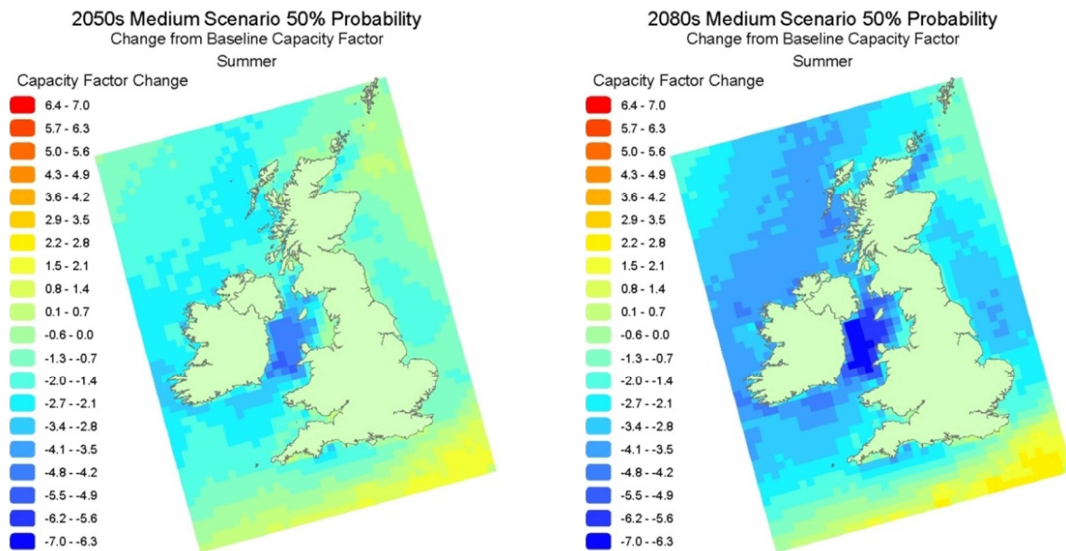 2050s Medium Scenario 50% Probability
Change from Baseline Capacity Factor
Summer
Capacity Factor Change
6.4 - 7.0
5.7 - 6.3
5.0 - 5.6
4.3 - 4.9
3.6 - 4.2
2.9 - 3.5
2.2 - 2.8
1.5 - 2.1
0.8 - 1.4
0.1 - 0.7
-0.6 - 0.0
-1.3 - -0.7
-2.0 - -1.4
-2.7 - -2.1
-3.4 - -2.8
-4.1 - -3.5
-4.8 - -4.2
-5.5 - -4.9
-6.2 - -5.6
-7.0 - -6.3
2080s Medium Scenario 50% Probability
Change from Baseline Capacity Factor
Summer
Capacity Factor Change
6.4 - 7.0
5.7 - 6.3
5.0 - 5.6
4.3 - 4.9
3.6 - 4.2
2.9 - 3.5
2.2 - 2.8
1.5 - 2.1
0.8 - 1.4
0.1 - 0.7
-0.6 - 0.0
-1.3 - -0.7
-2.0 - -1.4
-2.7 - -2.1
-3.4 - -2.8
-4.1 - -3.5
-4.8 - -4.2
-5.5 - -4.9
-6.2 - -5.6
-7.0 - -6.3